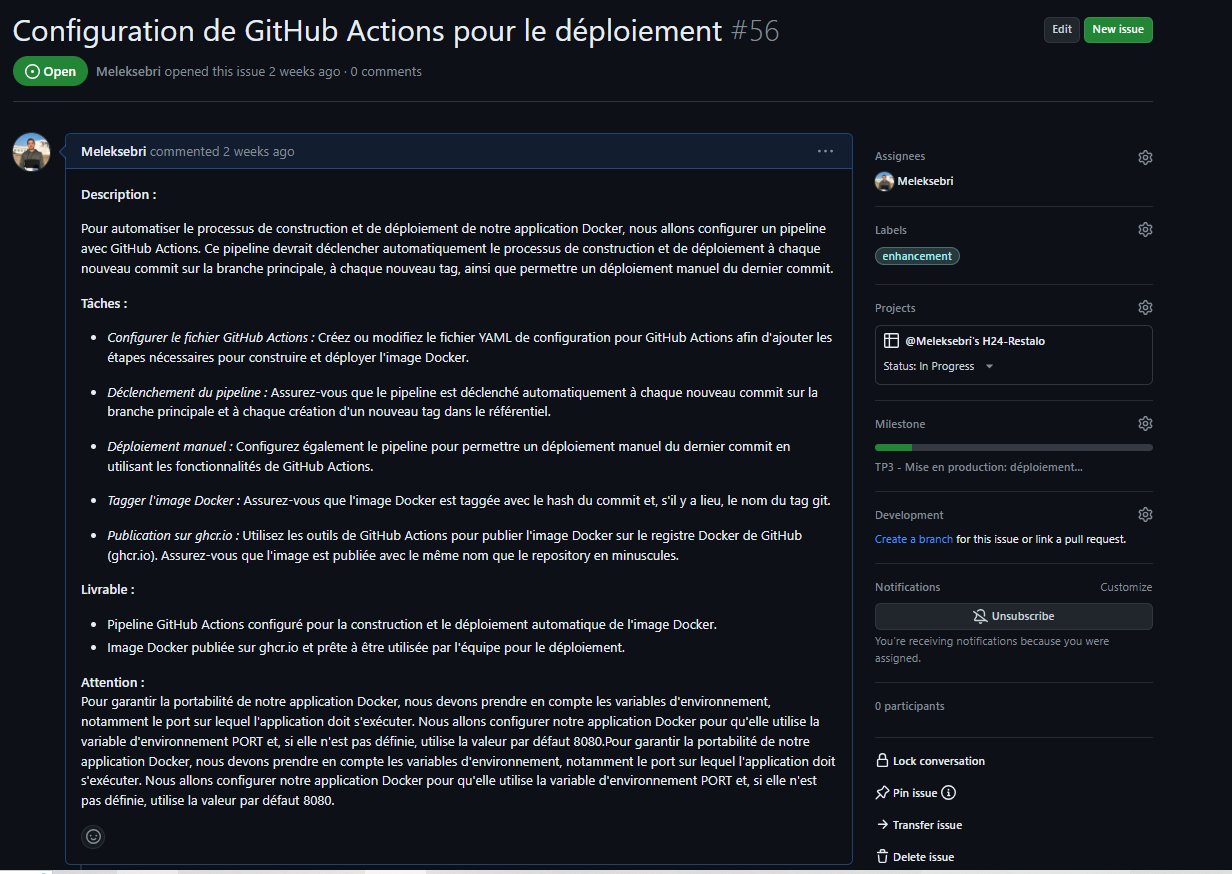 Configuration de GitHub Actions pour le déploiement #56
Edit
New issue
Open
Meleksebri opened this issue 2 weeks ago · 0 comments
Meleksebri commented 2 weeks ago
Description :
Pour automatiser le processus de construction et de déploiement de notre application Docker, nous allons configurer un pipeline
avec GitHub Actions. Ce pipeline devrait déclencher automatiquement le processus de construction et de déploiement à chaque
nouveau commit sur la branche principale, à chaque nouveau tag, ainsi que permettre un déploiement manuel du dernier commit.
Tâches :
• Configurer le fichier GitHub Actions : Créez ou modifiez le fichier YAML de configuration pour GitHub Actions afin d'ajouter les
étapes nécessaires pour construire et déployer l'image Docker.
• Déclenchement du pipeline : Assurez-vous que le pipeline est déclenché automatiquement à chaque nouveau commit sur la
branche principale et à chaque création d'un nouveau tag dans le référentiel.
• Déploiement manuel : Configurez également le pipeline pour permettre un déploiement manuel du dernier commit en
utilisant les fonctionnalités de GitHub Actions.
• Tagger l'image Docker : Assurez-vous que l'image Docker est taggée avec le hash du commit et, s'il y a lieu, le nom du tag git.
• Publication sur ghcr.io : Utilisez les outils de GitHub Actions pour publier l'image Docker sur le registre Docker de GitHub
(ghcr.io). Assurez-vous que l'image est publiée avec le même nom que le repository en minuscules.
Livrable :
• Pipeline GitHub Actions configuré pour la construction et le déploiement automatique de l'image Docker.
• Image Docker publiée sur ghcr.io et prête à être utilisée par l'équipe pour le déploiement.
Attention :
Pour garantir la portabilité de notre application Docker, nous devons prendre en compte les variables d'environnement,
notamment le port sur lequel l'application doit s'exécuter. Nous allons configurer notre application Docker pour qu'elle utilise la
variable d'environnement PORT et, si elle n'est pas définie, utilise la valeur par défaut 8080.Pour garantir la portabilité de notre
application Docker, nous devons prendre en compte les variables d'environnement, notamment le port sur lequel l'application doit
s'exécuter. Nous allons configurer notre application Docker pour qu'elle utilise la variable d'environnement PORT et, si elle n'est
pas définie, utilise la valeur par défaut 8080.
Assignees
Meleksebri
Labels
enhancement
Projects
@Meleksebri's H24-Restalo
Status: In Progress
Milestone
TP3 - Mise en production: déploiement...
Development
Create a branch for this issue or link a pull request.
Notifications
Customize
Unsubscribe
You're receiving notifications because you were
assigned.
0 participants
Lock conversation
Pin issue
Transfer issue
Delete issue